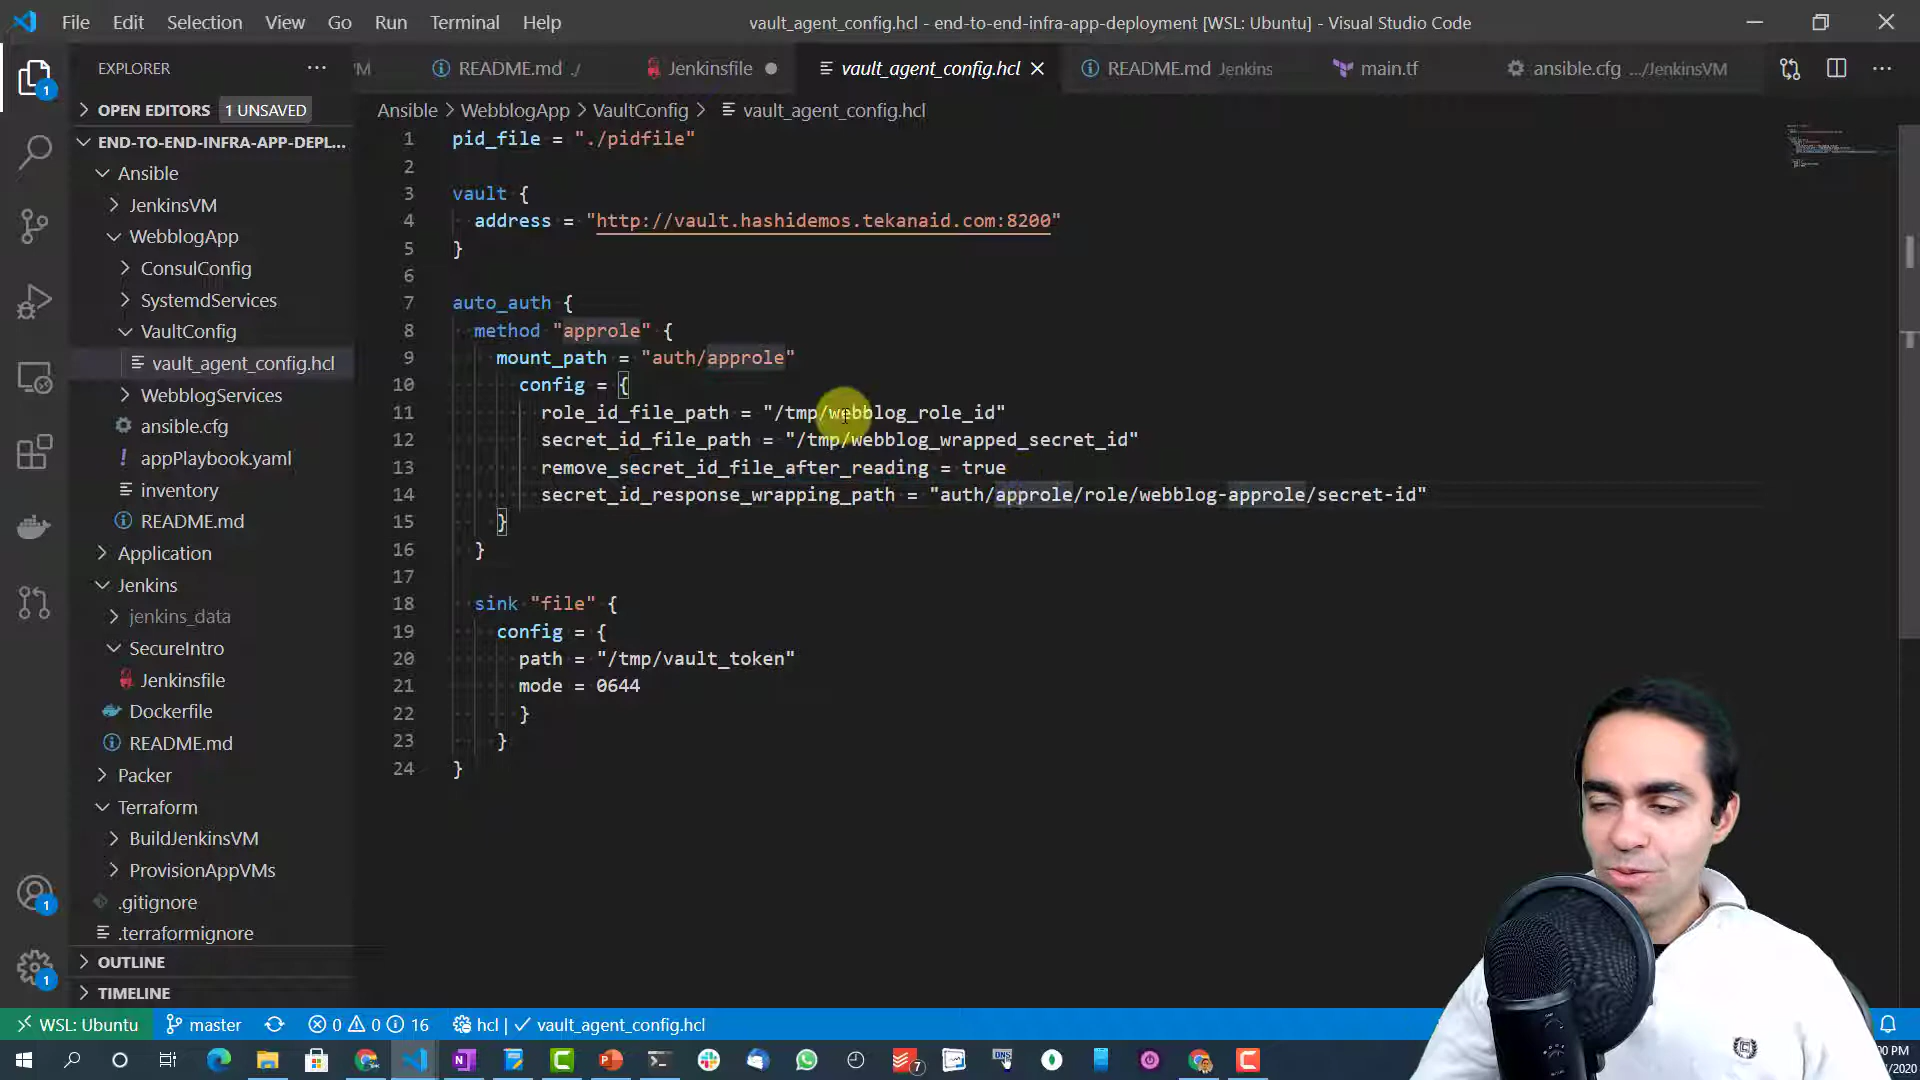 File Edit Selection View Go Run Terminal Help
vault_agent_config.hcl - end-to-end-infra-app-deployment [WSL: Ubuntu] - Visual Studio Code
EXPLORER
README.md ./
Jenkinsfile
vault_agent_config.hcl
README.md Jenkins
main.tf
ansible.cfg .../JenkinsVM
OPEN EDITORS 1 UNSAVED
END-TO-END-INFRA-APP-DEPL...
Ansible
JenkinsVM
WebblogApp
ConsulConfig
SystemdServices
VaultConfig
vault_agent_config.hcl
WebblogServices
ansible.cfg
appPlaybook.yaml
inventory
README.md
Application
Jenkins
jenkins_data
SecureIntro
Jenkinsfile
Dockerfile
README.md
Packer
Terraform
BuildJenkinsVM
ProvisionAppVMs
.gitignore
.terraformignore
OUTLINE
TIMELINE
Ansible > WebblogApp > VaultConfig > vault_agent_config.hcl
1 pid_file = "./pidfile"
2
3 vault {
4 address = "http://vault.hashidemos.tekanaid.com:8200"
5 }
6
7 auto_auth {
8 method "approle" {
9 mount_path = "auth/approle"
10 config = {
11 role_id_file_path = "/tmp/webblog_role_id"
12 secret_id_file_path = "/tmp/webblog_wrapped_secret_id"
13 remove_secret_id_file_after_reading = true
14 secret_id_response_wrapping_path = "auth/approle/role/webblog-approle/secret-id"
15 }
16 }
17
18 sink "file" {
19 config = {
20 path = "/tmp/vault_token"
21 mode = 0644
22 }
23 }
24 }
WSL: Ubuntu master 0 0 16 hcl | ✓ vault_agent_config.hcl